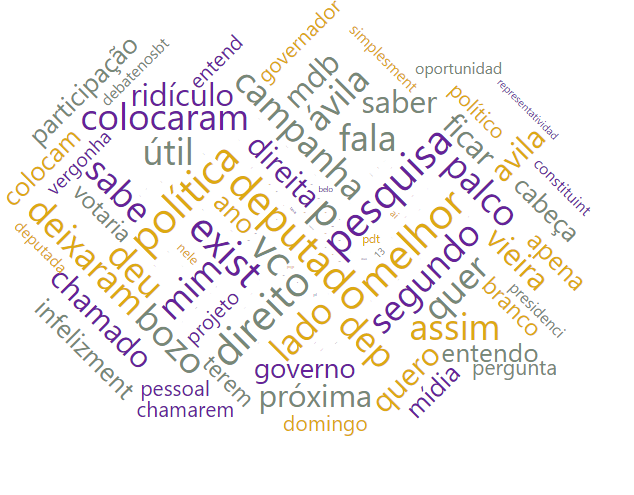 governador
simplesment
oportunidad
representatividad
participação
debatenosbt
entend
mdb
ávila
ridículo
campanha
saber
político
colocaram
fala
ficar
avila
constituint
colocam
vergonha
útil
direita
pesquisa
palco
cabeça
sabe
política
deputado
p
melhor
votaria
ano
belo
aí
deixaram
deu
exist
vc
pdt
13
segundo
vieira
apena
deputada
nele
mim
direito
quer
branco
presidenci
chamado
projeto
lado
dep
assim
infelizment
bozo
terem
governo
quero
entendo
pergunta
pessoal
próxima
mídia
chamarem
domingo